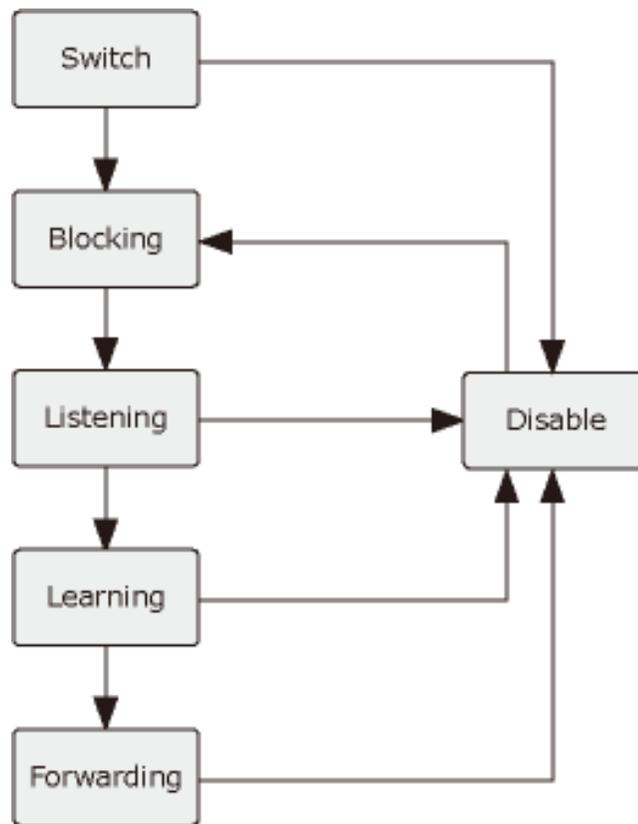 Switch
Blocking
Listening
Disable
Learning
Forwarding